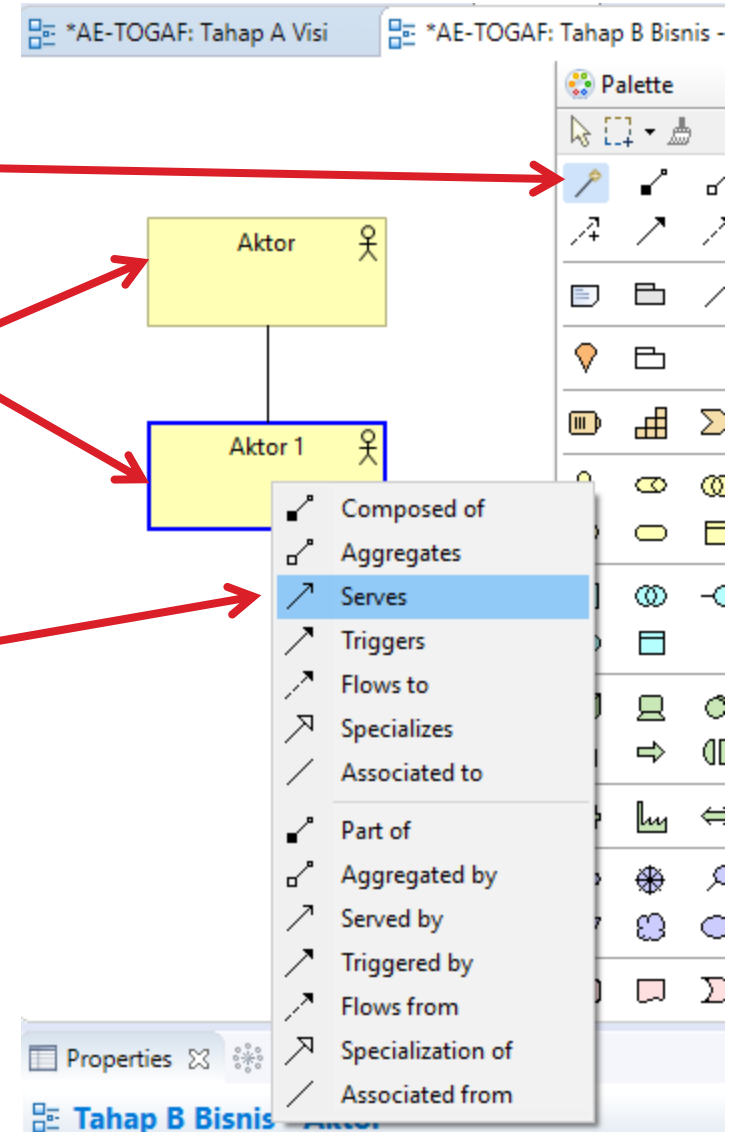 *AE-TOGAF: Tahap A Visi
*AE-TOGAF: Tahap B Bisnis -
Palette
Aktor
Aktor 1
Composed of
Aggregates
Serves
Triggers
Flows to
Specializes
Associated to
Part of
Aggregated by
Served by
Triggered by
Flows from
Specialization of
Associated from
Properties
Tahap B Bisnis - Aktor